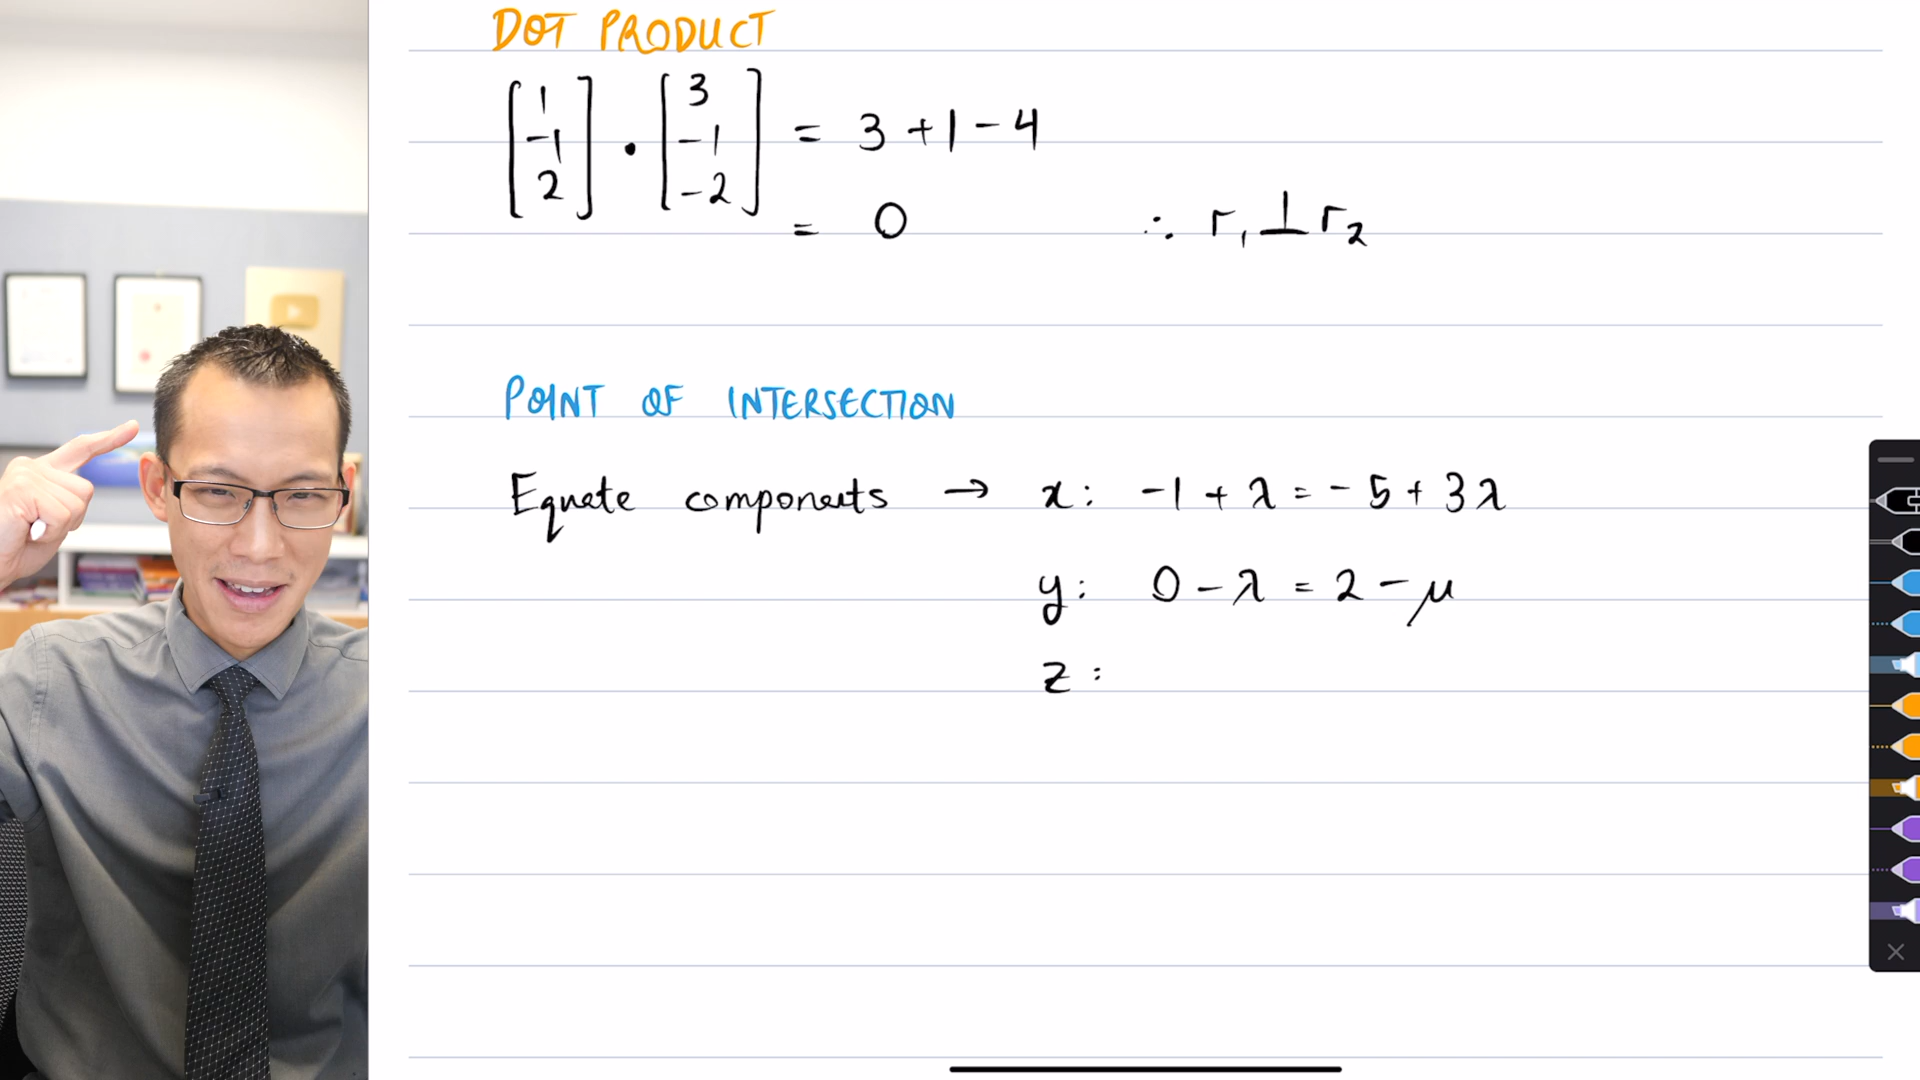 DOT PRODUCT
[1 -1 2] · [3 -1 -2] = 3 + 1 - 4
= 0 ∴ r₁ ⊥ r₂
POINT OF INTERSECTION
Equate components → x: -1 + λ = -5 + 3λ
y: 0 - λ = 2 - μ
z: